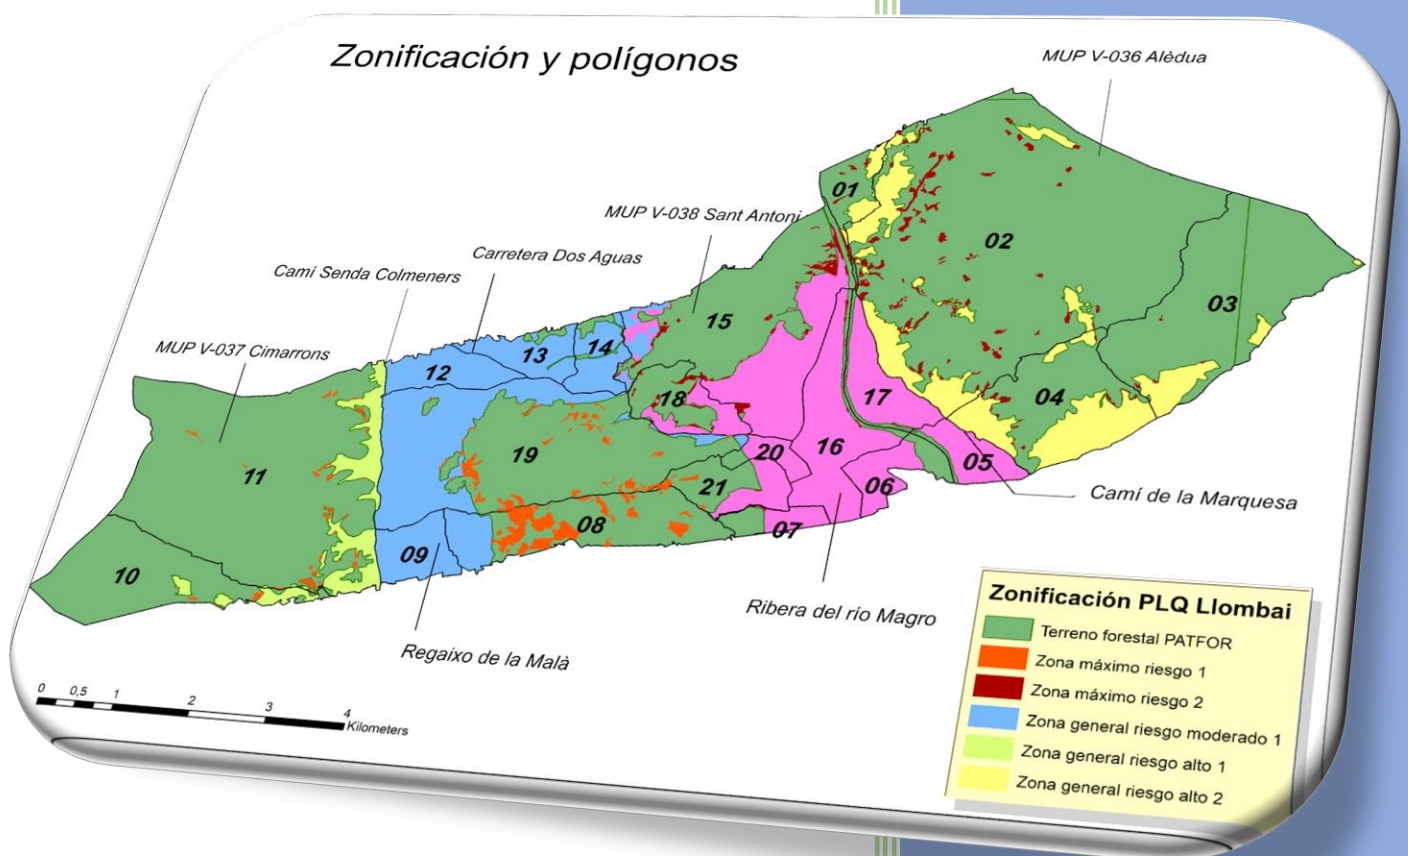 Zonificación y polígonos
MUP V-036 Alèdua
01
MUP V-038 Sant Antoni
02
Carretera Dos Aguas
Camí Senda Colmeners
03
15
13
14
MUP V-037 Cimarrons
12
18
17
04
19
20
16
05
11
21
06
Camí de la Marquesa
08
07
09
10
Ribera del río Magro
Regaixo de la Malà
Zonificación PLQ Llombai
Terreno forestal PATFOR
Zona máximo riesgo 1
Zona máximo riesgo 2
Zona general riesgo moderado 1
Zona general riesgo alto 1
Zona general riesgo alto 2
0 0,5 1 2 3 4
Kilometers